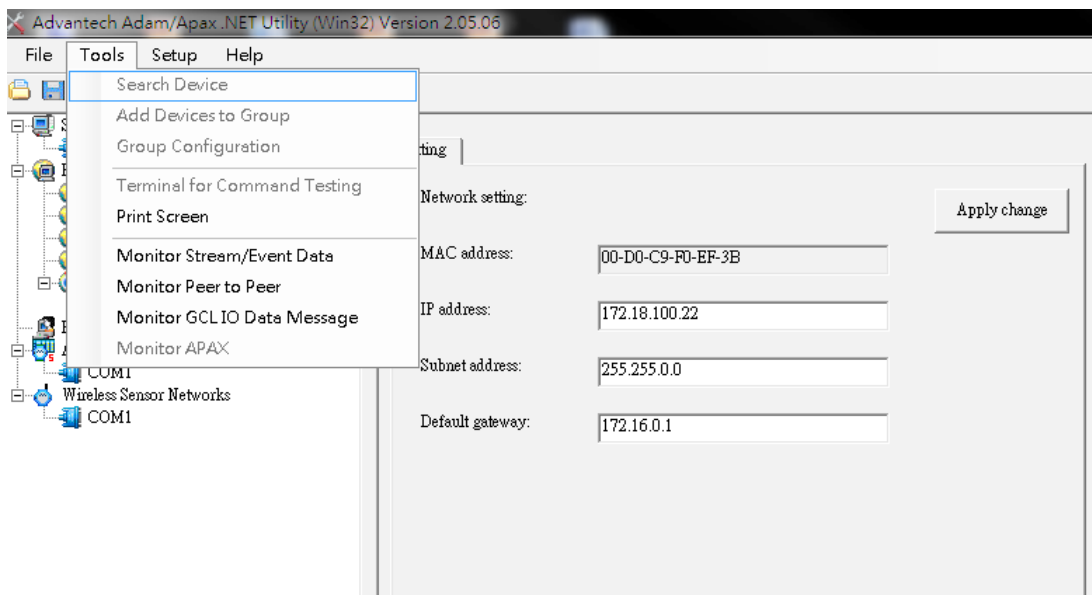 Advantech Adam/Apax .NET Utility (Win32) Version 2.05.06
File Tools Setup Help
Search Device
Add Devices to Group
Group Configuration
Terminal for Command Testing
Print Screen
Monitor Stream/Event Data
Monitor Peer to Peer
Monitor GCL IO Data Message
Monitor APAX
COM1
Wireless Sensor Networks
COM1
Network setting:
Apply change
MAC address: 00-D0-C9-F0-EF-3B
IP address: 172.18.100.22
Subnet address: 255.255.0.0
Default gateway: 172.16.0.1